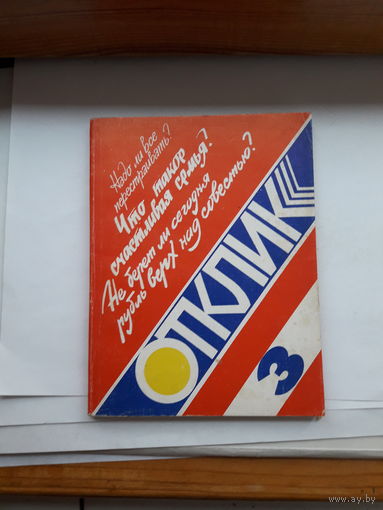 Надо ли все
перестраивать?
Что такое
счастливая семья?
Не берет ли сегодня
рубль верх над совестью?
ОТКЛИК
3
www.ay.by